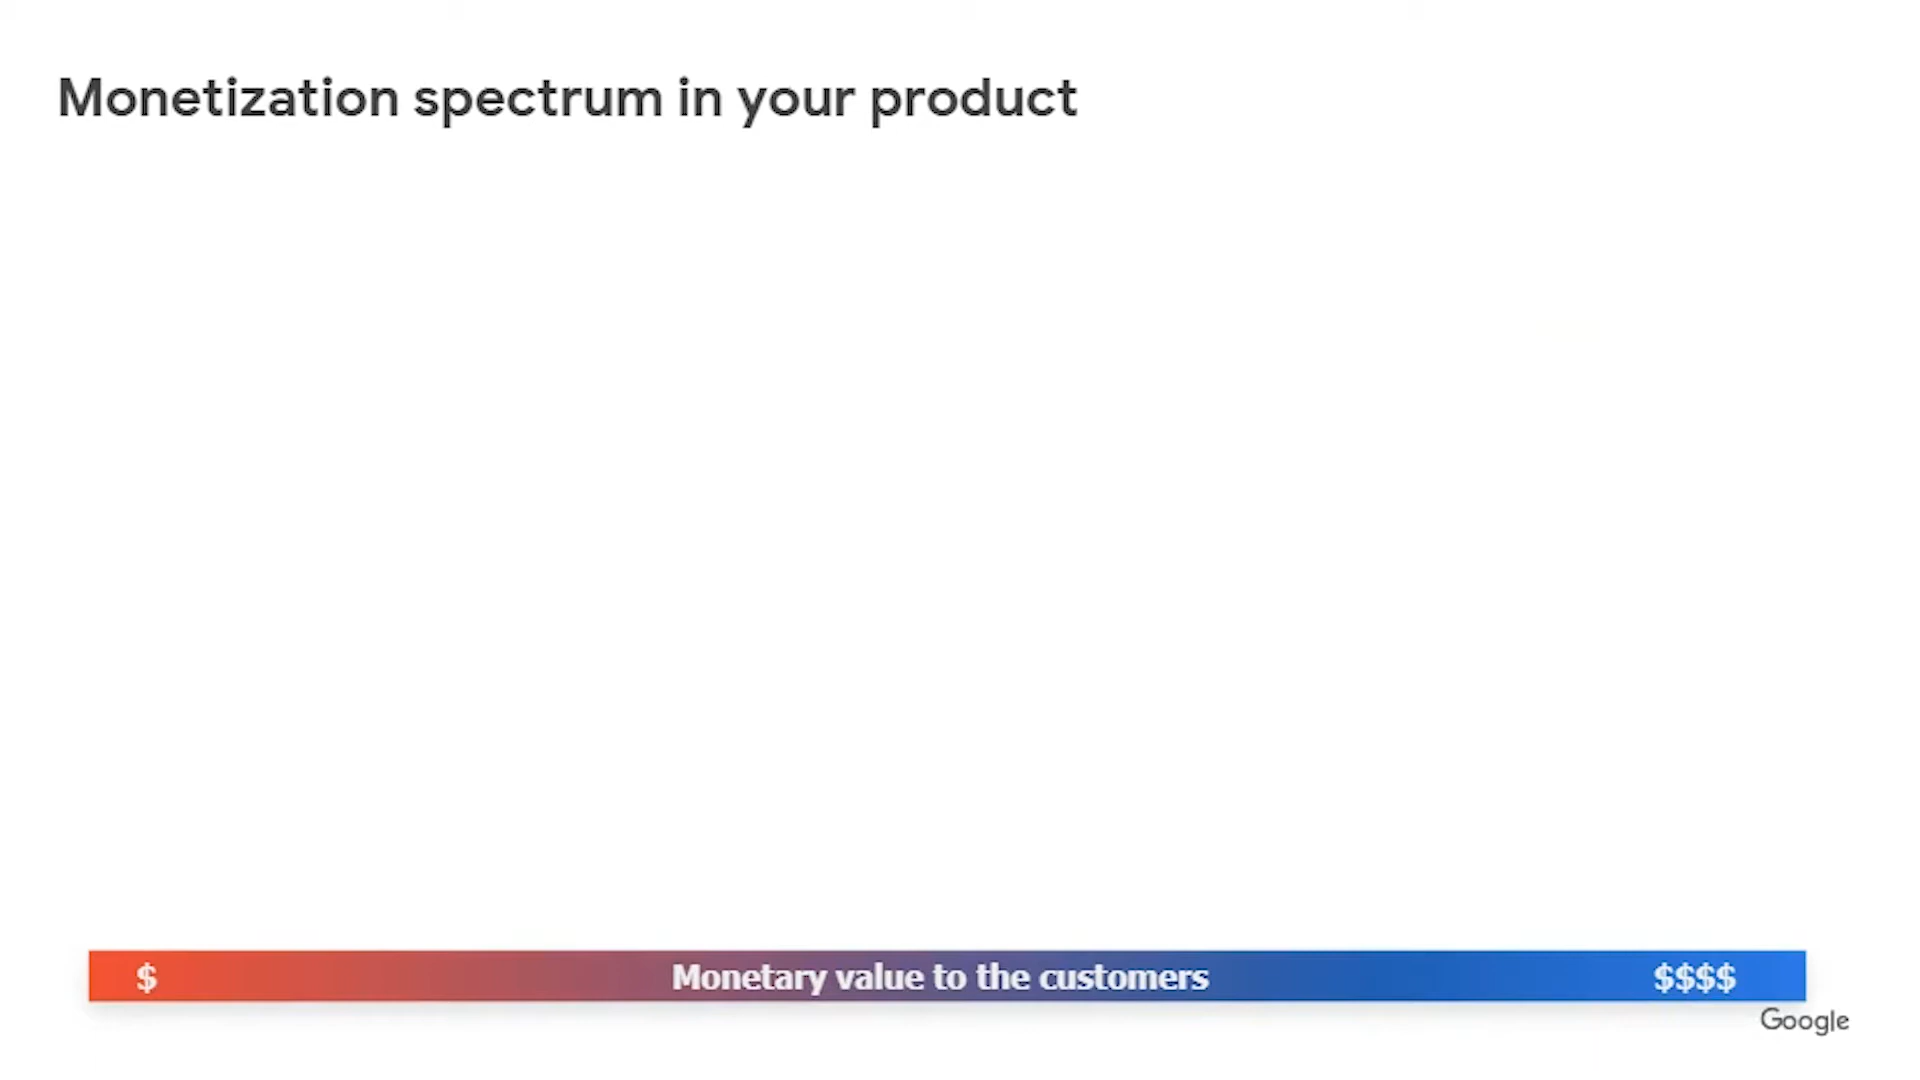 Monetization spectrum in your product
$ Monetary value to the customers $$$$
Google